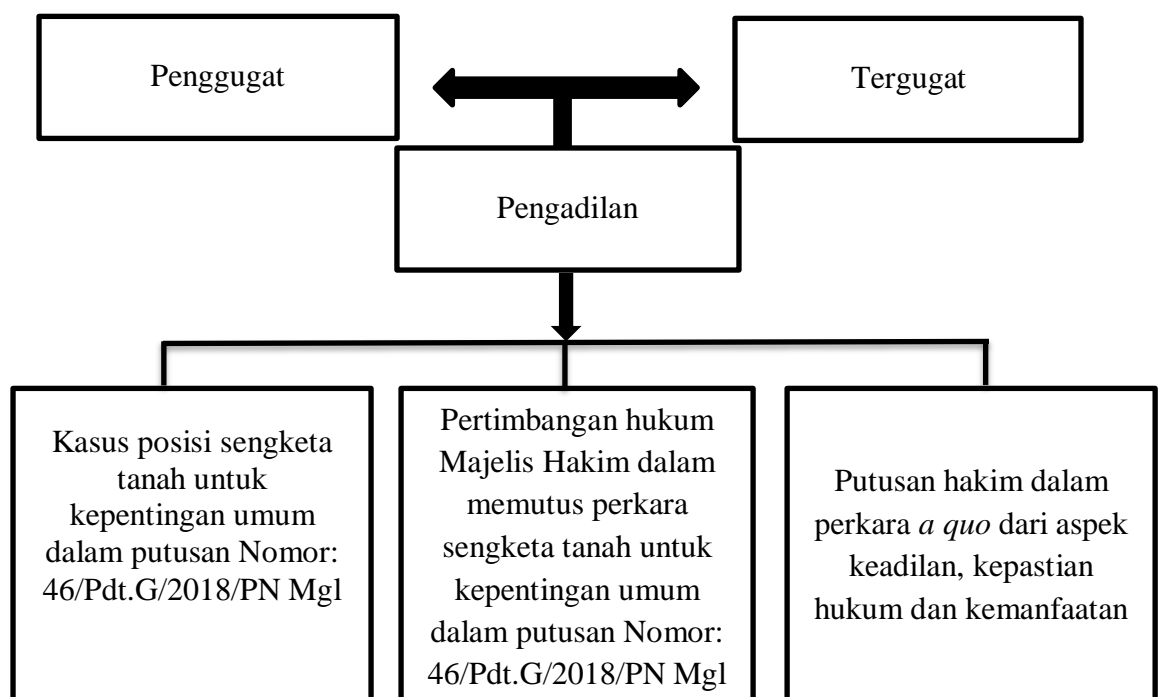 Penggugat
Tergugat
Pengadilan
Kasus posisi sengketa
tanah untuk
kepentingan umum
dalam putusan Nomor:
46/Pdt.G/2018/PN Mgl
Pertimbangan hukum
Majelis Hakim dalam
memutus perkara
sengketa tanah untuk
kepentingan umum
dalam putusan Nomor:
46/Pdt.G/2018/PN Mgl
Putusan hakim dalam
perkara a quo dari aspek
keadilan, kepastian
hukum dan kemanfaatan